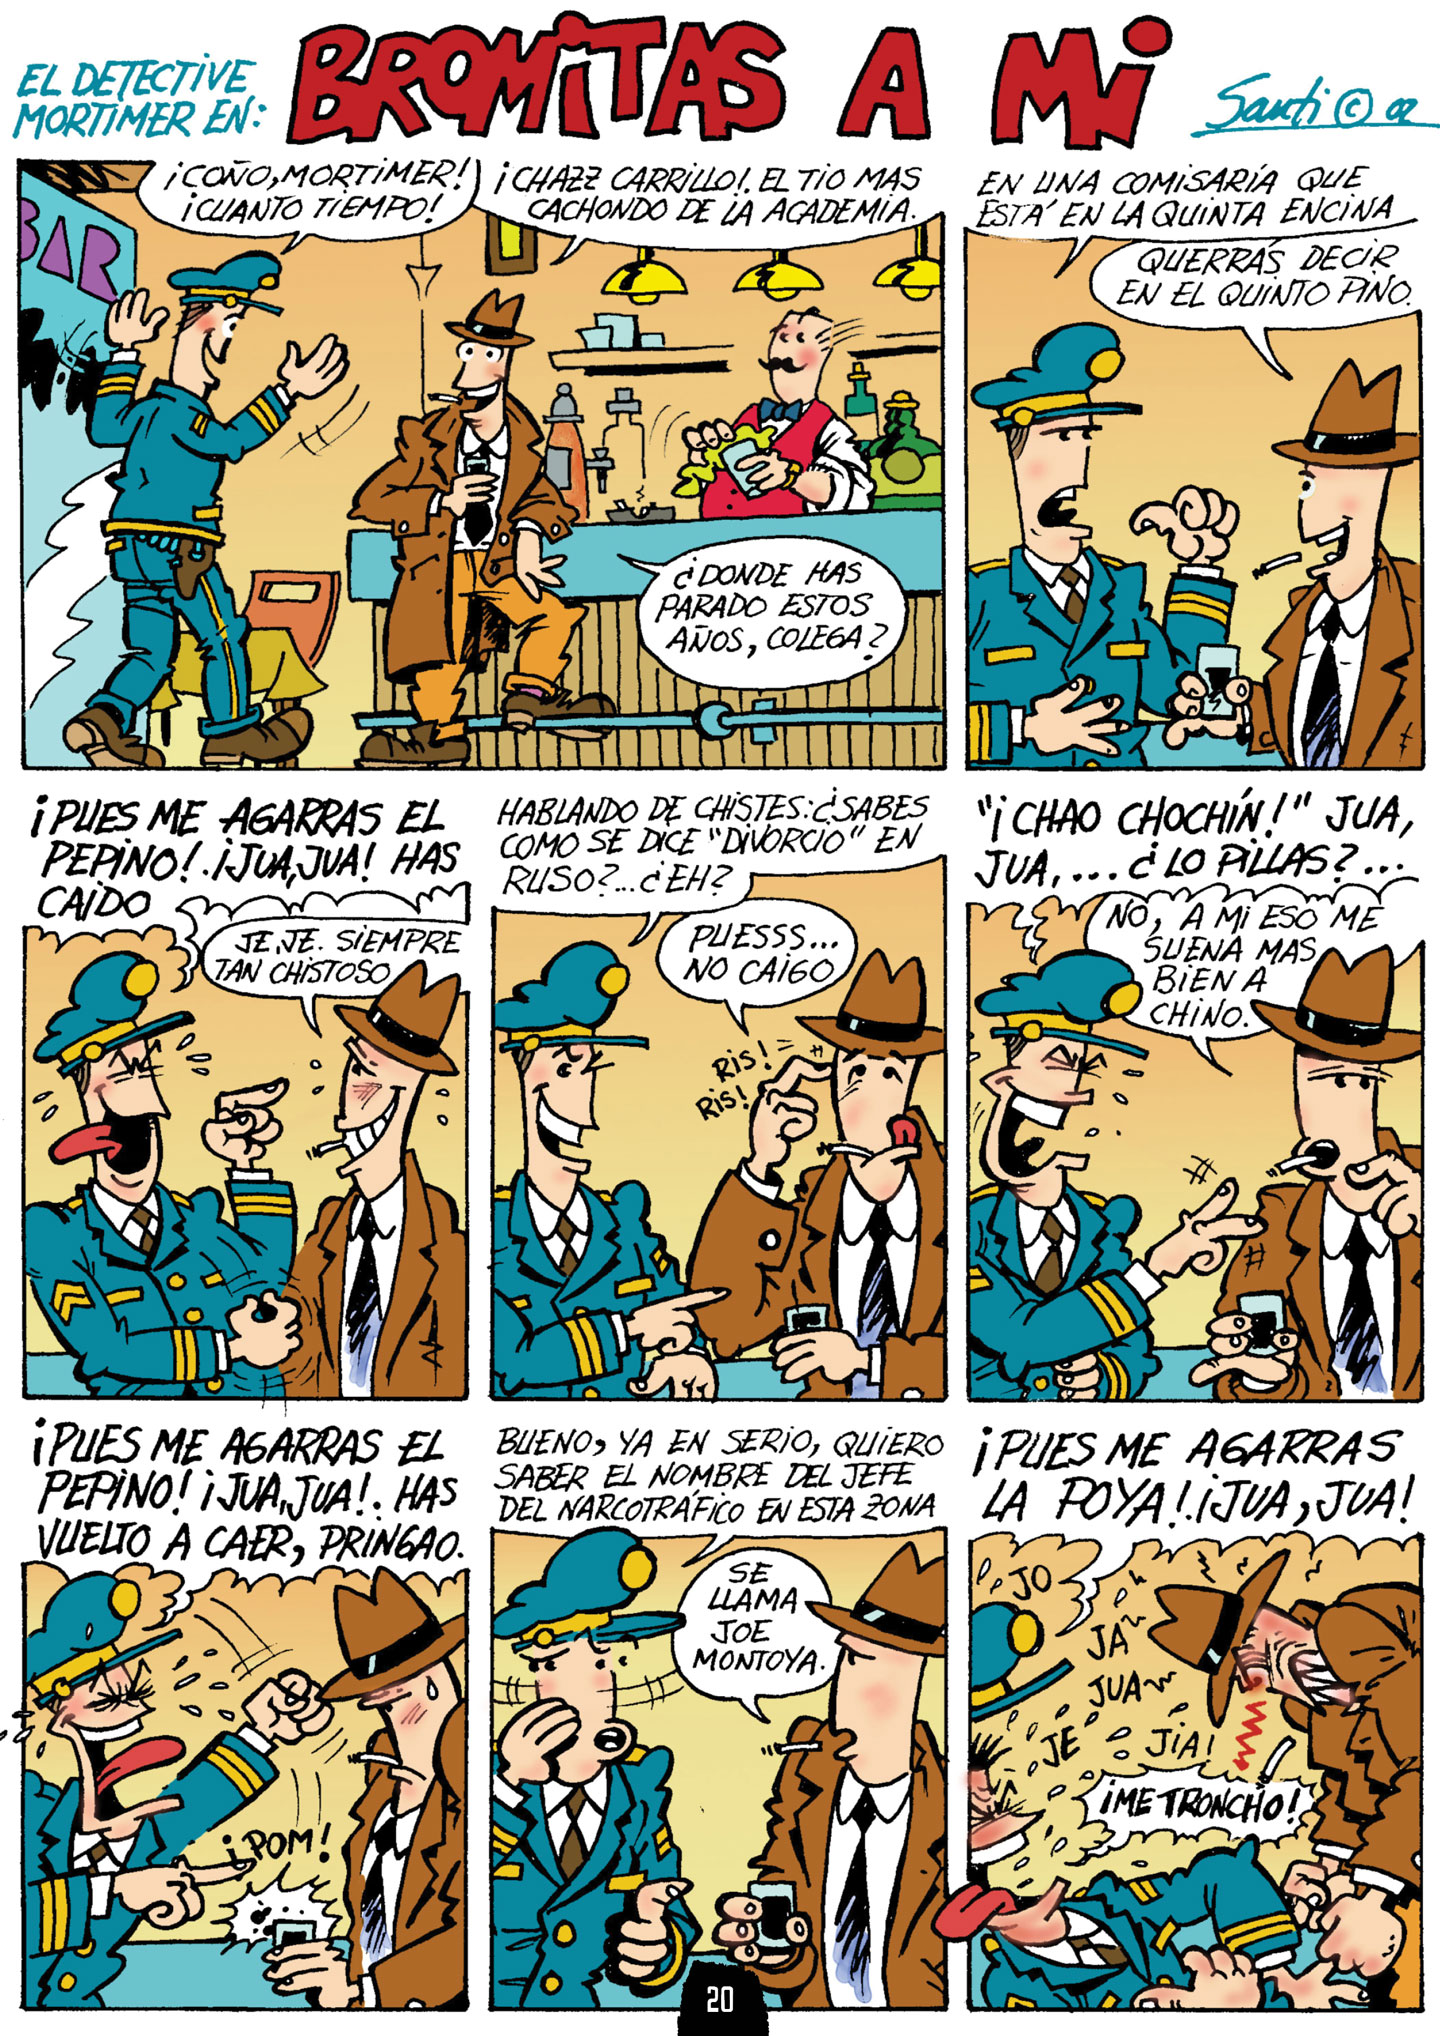 EL DETECTIVE
MORTIMER EN:
BROMITAS A Mi
Santi © 02
BAR
¡COÑO, MORTIMER!
¡CUANTO TIEMPO!
¡CHAZZ CARRILLO!. EL TIO MAS
CACHONDO DE LA ACADEMIA.
¿DONDE HAS
PARADO ESTOS
AÑOS, COLEGA?
EN UNA COMISARÍA QUE
ESTÁ EN LA QUINTA ENCINA
QUERRÁS DECIR
EN EL QUINTO PINO.
¡PUES ME AGARRAS EL
PEPINO!. ¡JUA, JUA! HAS
CAIDO
JE, JE. SIEMPRE
TAN CHISTOSO
HABLANDO DE CHISTES: ¿SABES
COMO SE DICE "DIVORCIO" EN
RUSO?... ¿EH?
PUESSS...
NO CAIGO
RIS!
RIS!
"¡CHAO CHOCHÍN!" JUA,
JUA,... ¿LO PILLAS?...
NO, A MI ESO ME
SUENA MAS
BIEN A
CHINO.
¡PUES ME AGARRAS EL
PEPINO! ¡JUA, JUA!. HAS
VUELTO A CAER, PRINGAO.
¡POM!
BUENO, YA EN SERIO, QUIERO
SABER EL NOMBRE DEL JEFE
DEL NARCOTRÁFICO EN ESTA ZONA
SE
LLAMA
JOE
MONTOYA.
¡PUES ME AGARRAS
LA POYA!. ¡JUA, JUA!
JO
JA
JUA
JE
JIA!
¡ME TRONCHO!
20